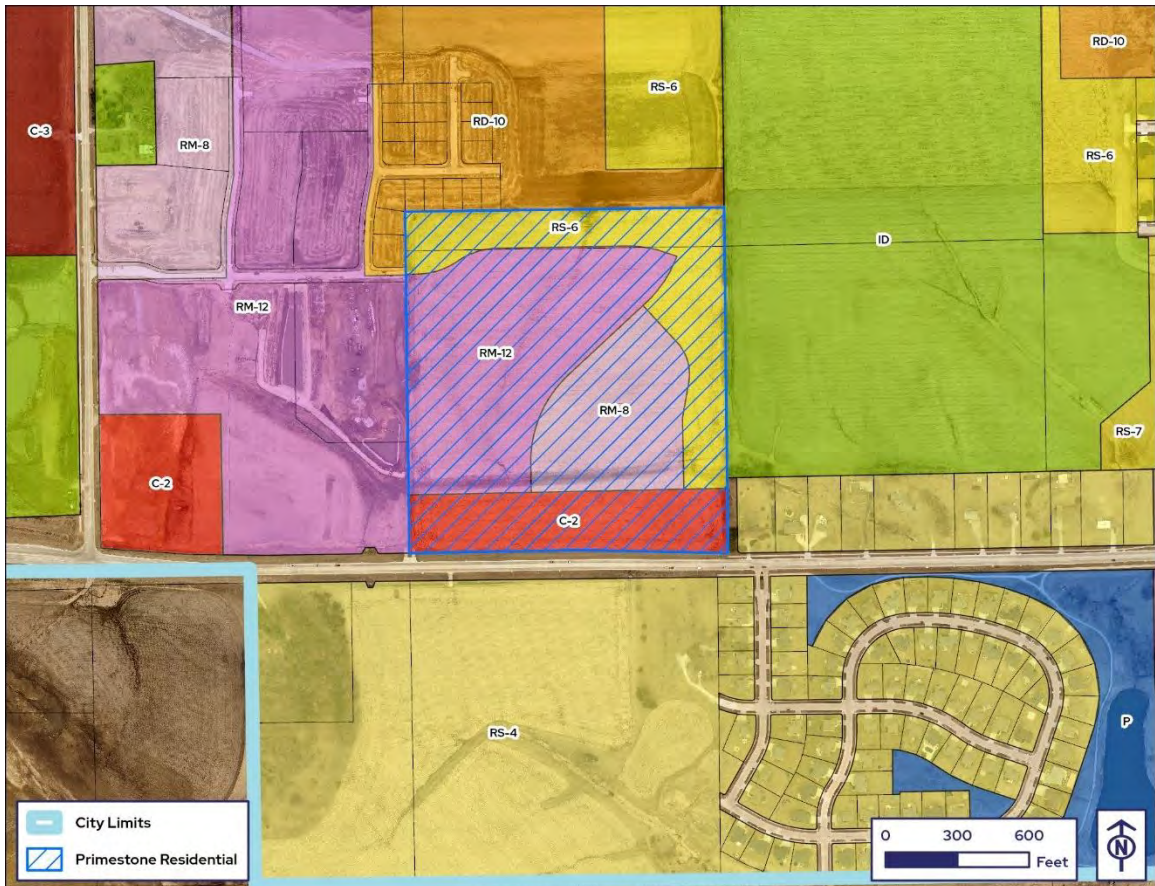 RD-10
C-3
RS-6
RM-8
RD-10
RS-6
RS-6
ID
RM-12
RM-12
RM-8
RS-7
C-2
C-2
P
RS-4
City Limits
Primestone Residential
0 300 600
Feet
N